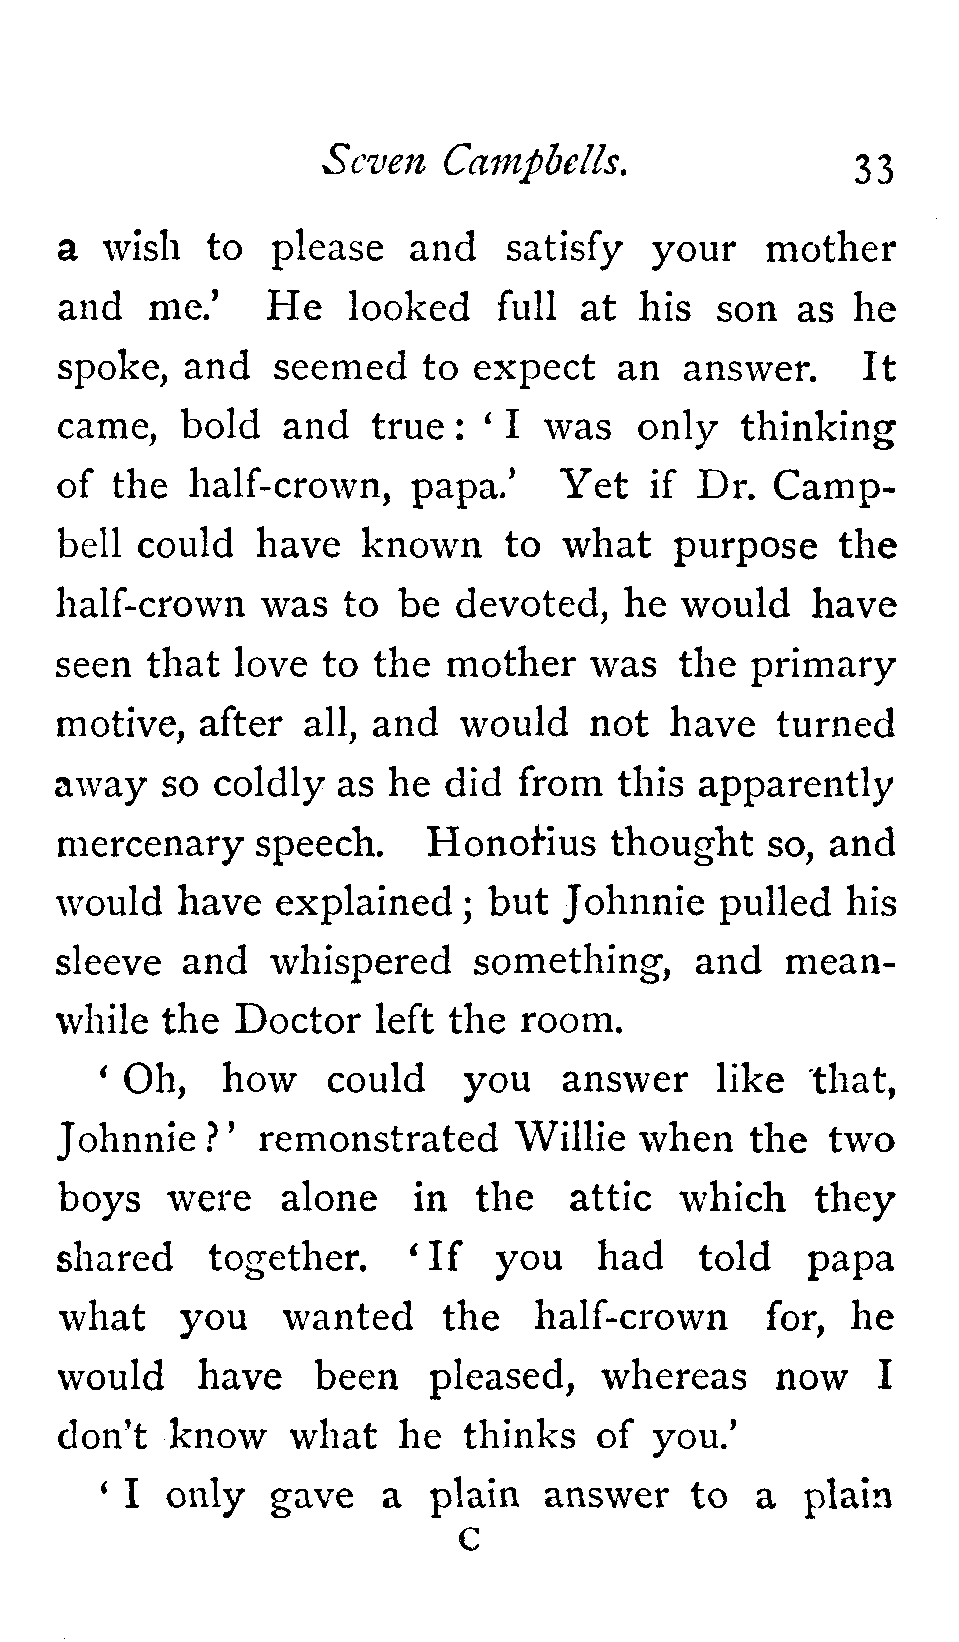 Seven Campbells. 33
a wish to please and satisfy your mother
and me.’ He looked full at his son as he
spoke, and seemed to expect an answer. It
came, bold and true: ‘I was only thinking
of the half-crown, papa.’ Yet if Dr. Camp-
bell could have known to what purpose the
half-crown was to be devoted, he would have
seen that love to the mother was the primary
motive, after all, and would not have turned
away so coldly as he did from this apparently
mercenary speech. Honorius thought so, and
would have explained; but Johnnie pulled his
sleeve and whispered something, and mean-
while the Doctor left the room.
‘Oh, how could you answer like that,
Johnnie?’ remonstrated Willie when the two
boys were alone in the attic which they
shared together. ‘If you had told papa
what you wanted the half-crown for, he
would have been pleased, whereas now I
don't know what he thinks of you.’
‘I only gave a plain answer to a plain
C